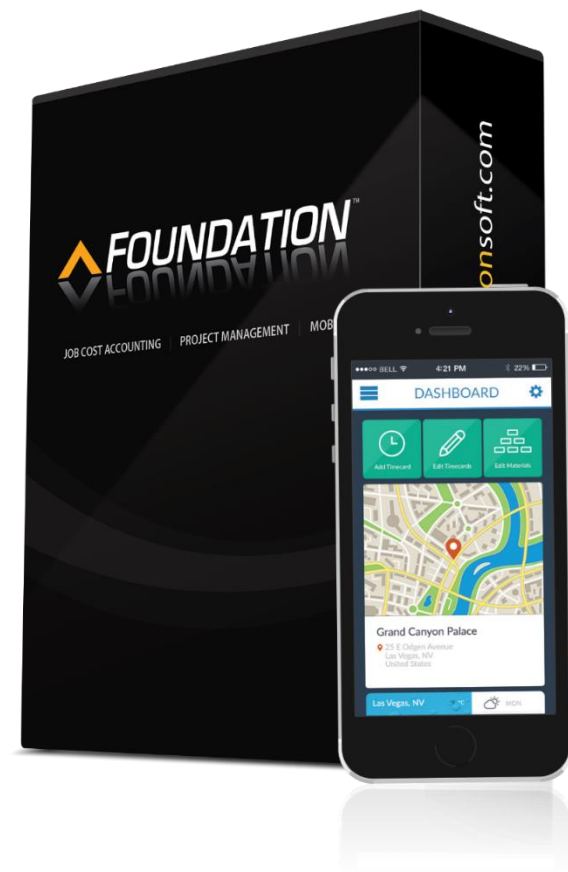 FOUNDATION™
JOB COST ACCOUNTING | PROJECT MANAGEMENT | MOB
onsoft.com
BELL 4:21 PM 22%
DASHBOARD
Add Timecard Edit Timecards Edit Materials
Grand Canyon Palace
25 E Odgen Avenue
Las Vegas, NV
United States
Las Vegas, NV °C MON